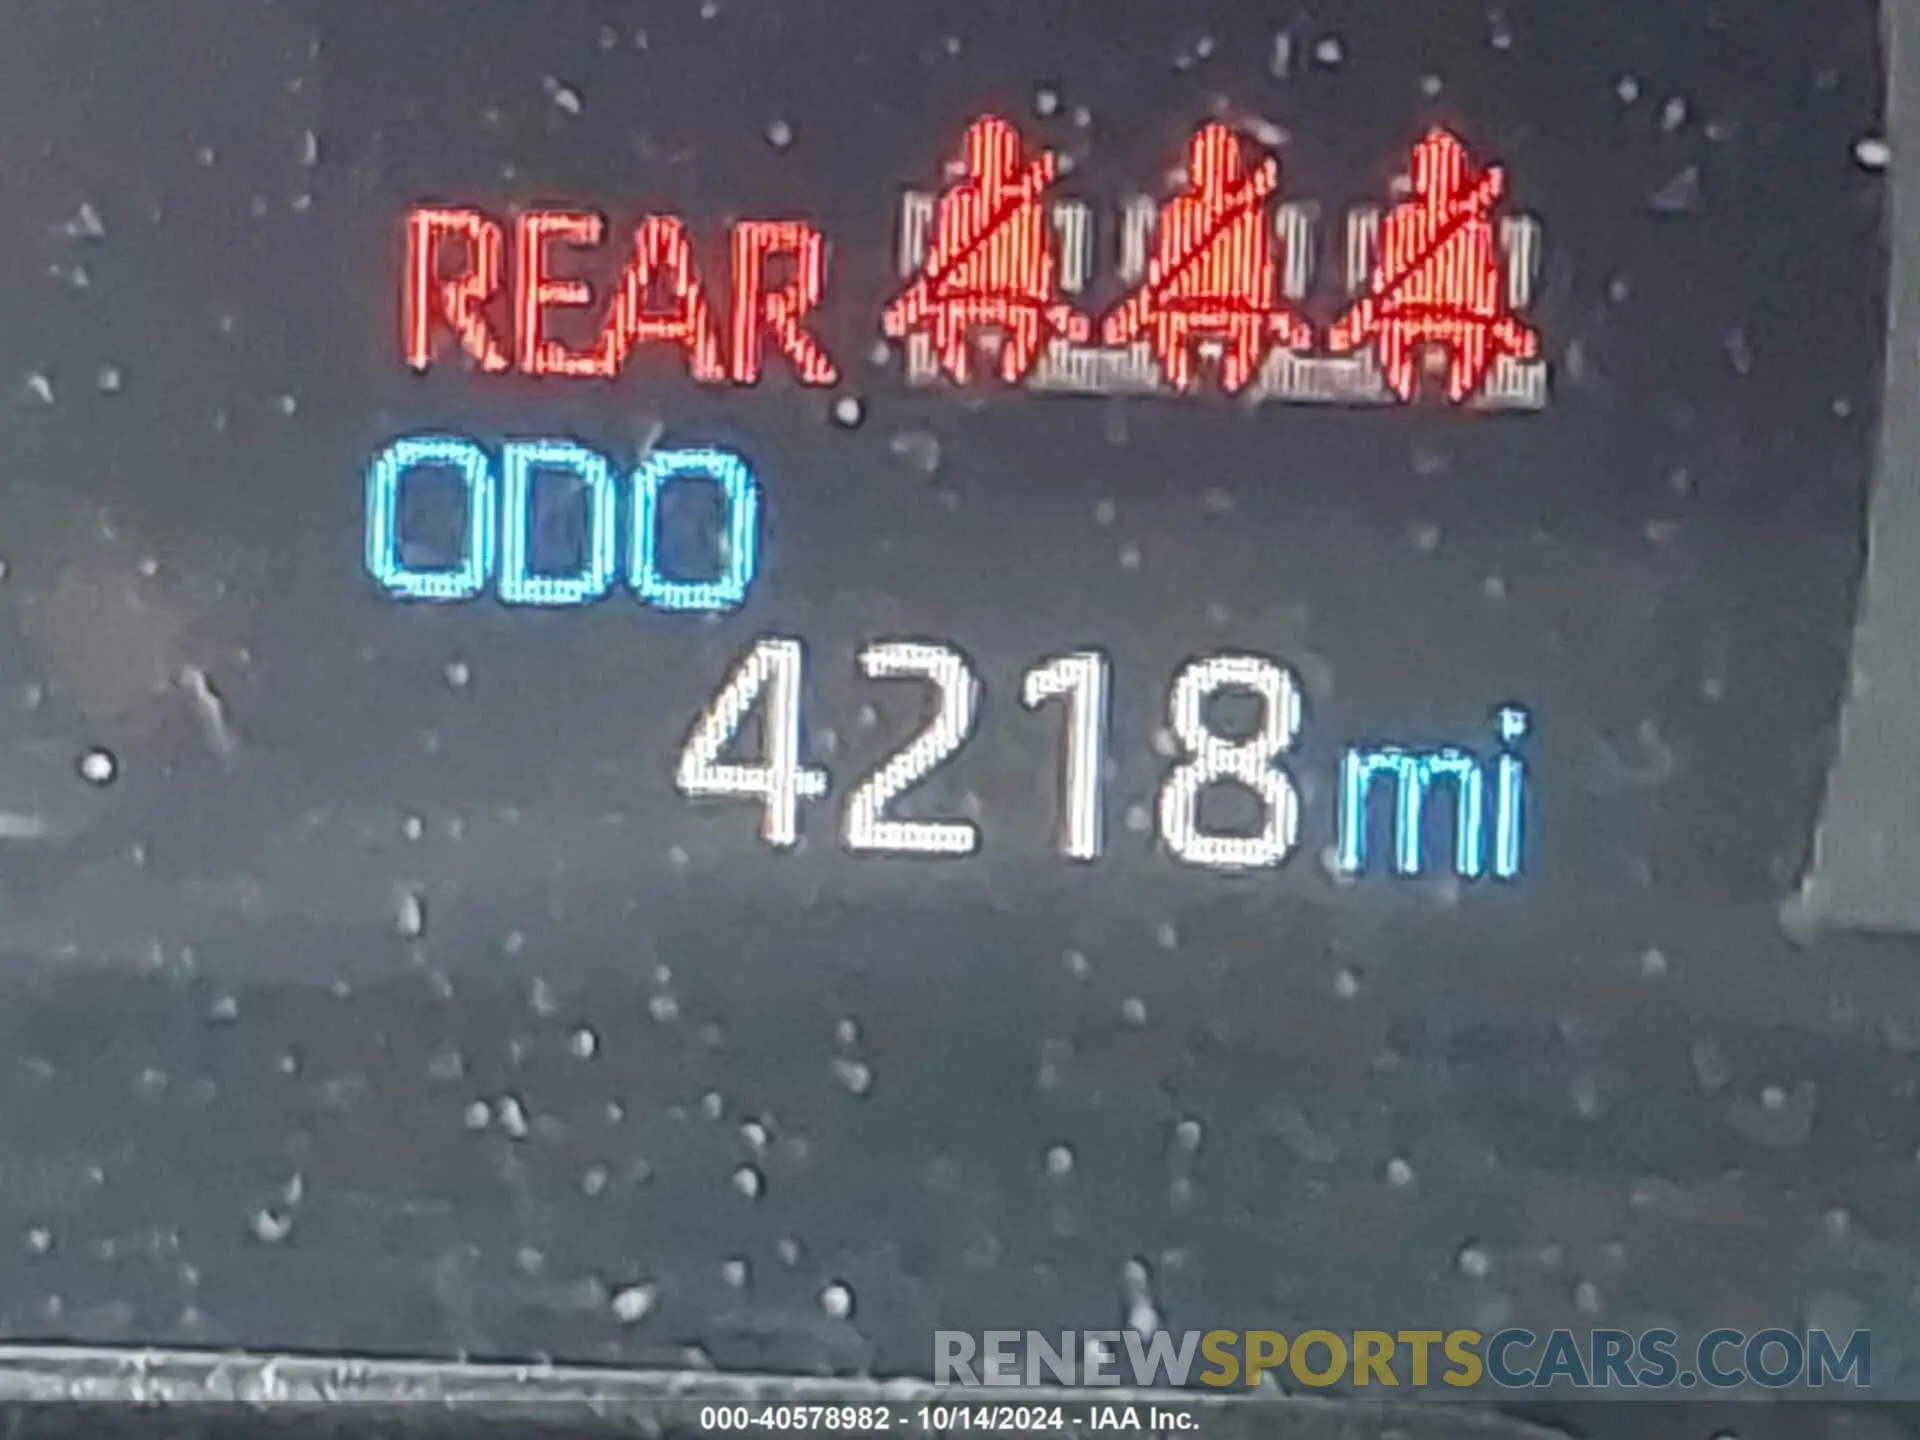 REAR
ODO
4218 mi
RENEWSPORTSCARS.COM
000-40578982 - 10/14/2024 - IAA Inc.